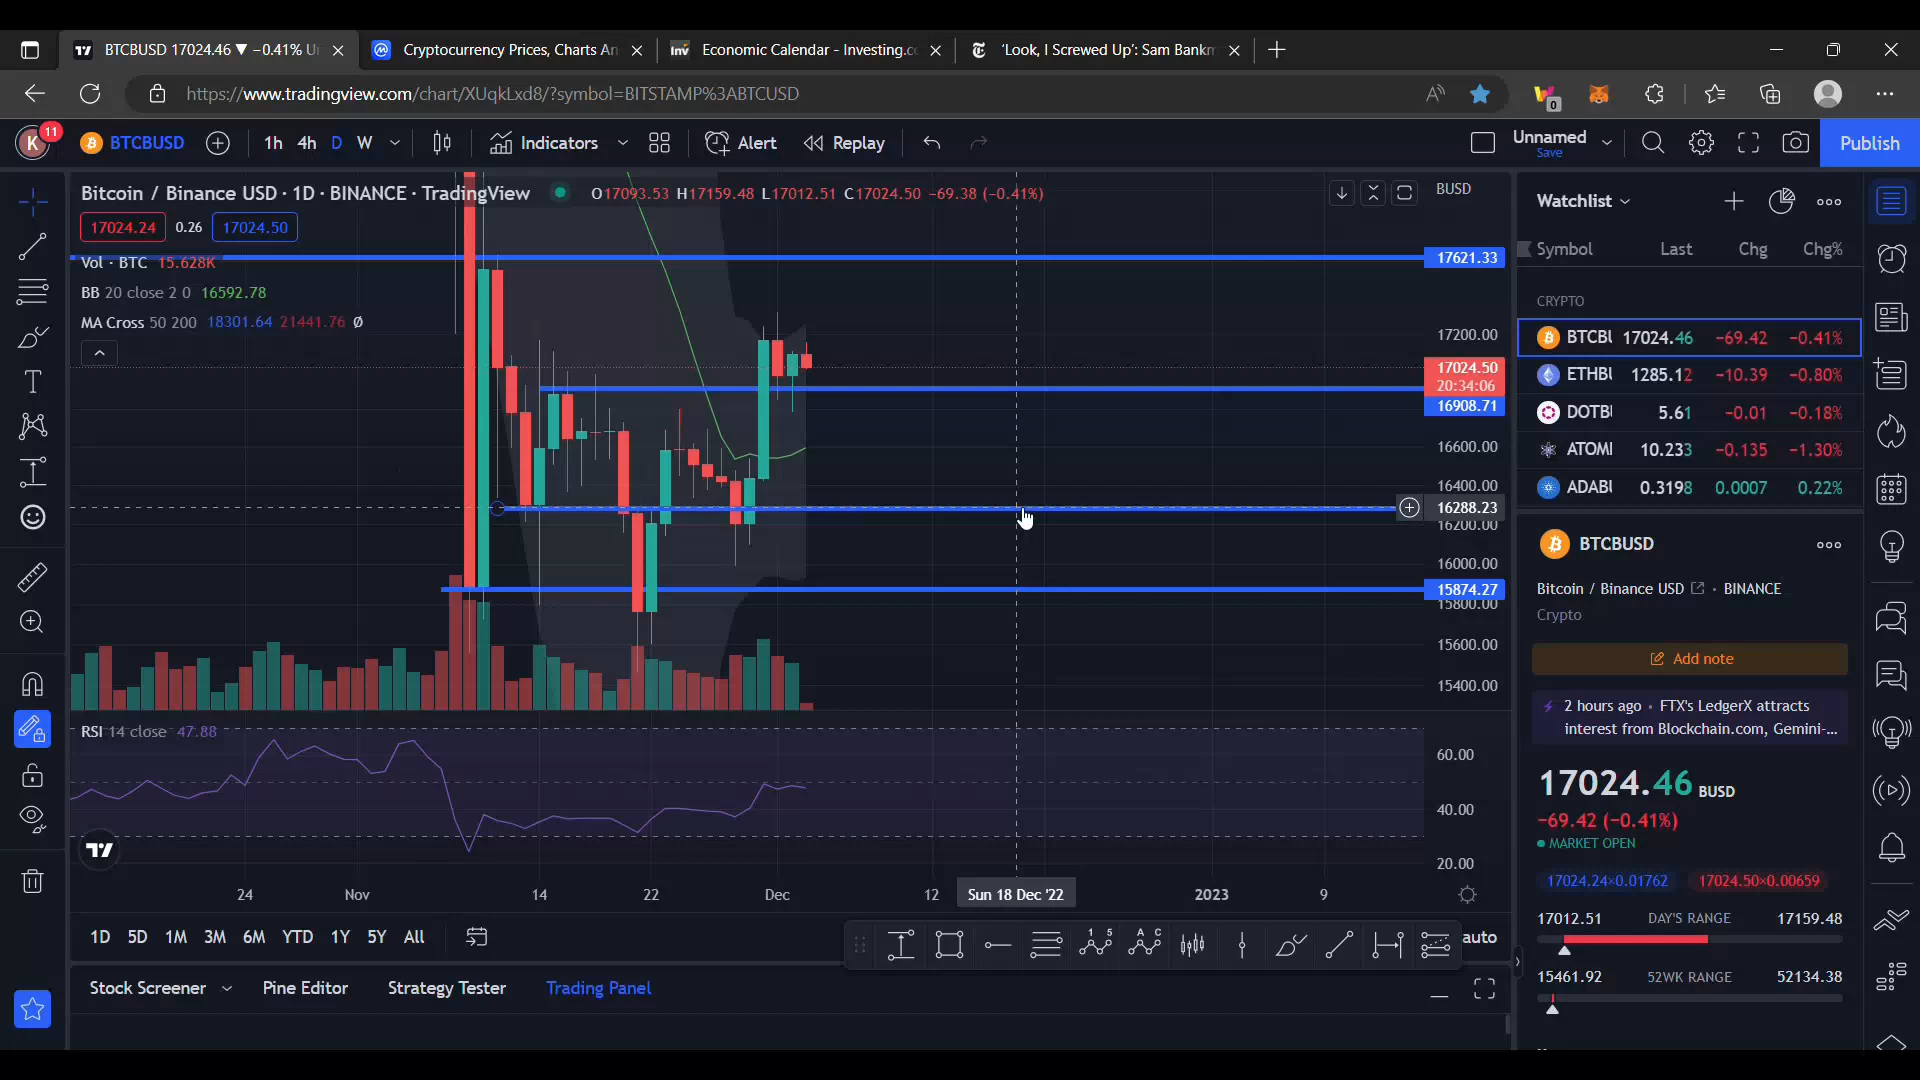 BTCBUSD 17024.46 ▼ −0.41% U
Cryptocurrency Prices, Charts An
Economic Calendar - Investing.c
'Look, I Screwed Up': Sam Bankm
https://www.tradingview.com/chart/XUqkLxd8/?symbol=BITSTAMP%3ABTCUSD
0
K
11
BTCBUSD
1h 4h D W
Indicators
Alert
Replay
Unnamed
Save
Publish
Bitcoin / Binance USD · 1D · BINANCE · TradingView
O17093.53 H17159.48 L17012.51 C17024.50 −69.38 (−0.41%)
17024.24 0.26 17024.50
Vol · BTC 15.628K
BB 20 close 2 0 16592.78
MA Cross 50 200 18301.64 21441.76 Ø
BUSD
17621.33
17200.00
17024.50
20:34:06
16908.71
16600.00
16400.00
16288.23
16200.00
16000.00
15874.27
15800.00
15600.00
15400.00
RSI 14 close 47.88
60.00
40.00
20.00
24 Nov 14 22 Dec 12 Sun 18 Dec '22 2023 9
1D 5D 1M 3M 6M YTD 1Y 5Y All
auto
Stock Screener Pine Editor Strategy Tester Trading Panel
Watchlist
Symbol Last Chg Chg%
CRYPTO
BTCBU 17024.46 −69.42 −0.41%
ETHBU 1285.12 −10.39 −0.80%
DOTBU 5.61 −0.01 −0.18%
ATOMI 10.233 −0.135 −1.30%
ADABU 0.3198 0.0007 0.22%
BTCBUSD
Bitcoin / Binance USD · BINANCE
Crypto
Add note
2 hours ago · FTX's LedgerX attracts
interest from Blockchain.com, Gemini-...
17024.46 BUSD
−69.42 (−0.41%)
MARKET OPEN
17024.24×0.01762 17024.50×0.00659
17012.51 DAY'S RANGE 17159.48
15461.92 52WK RANGE 52134.38